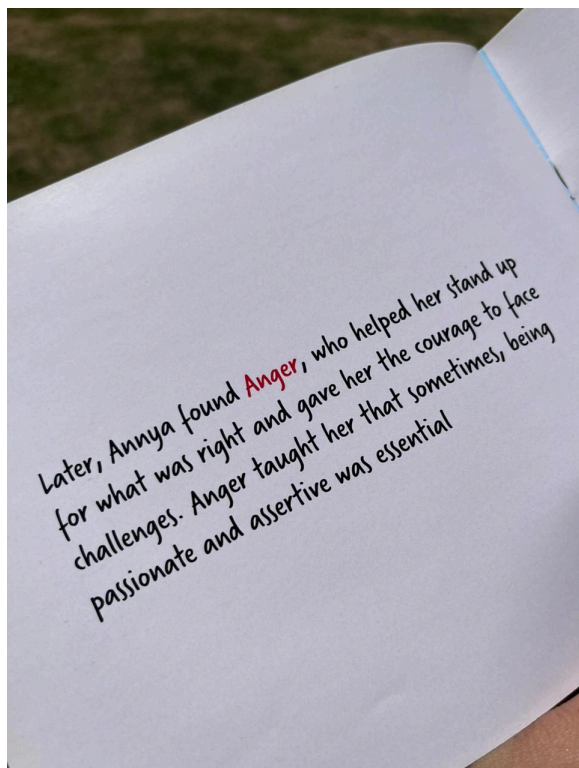 Later, Annya found Anger, who helped her stand up
for what was right and gave her the courage to face
challenges. Anger taught her that sometimes, being
passionate and assertive was essential